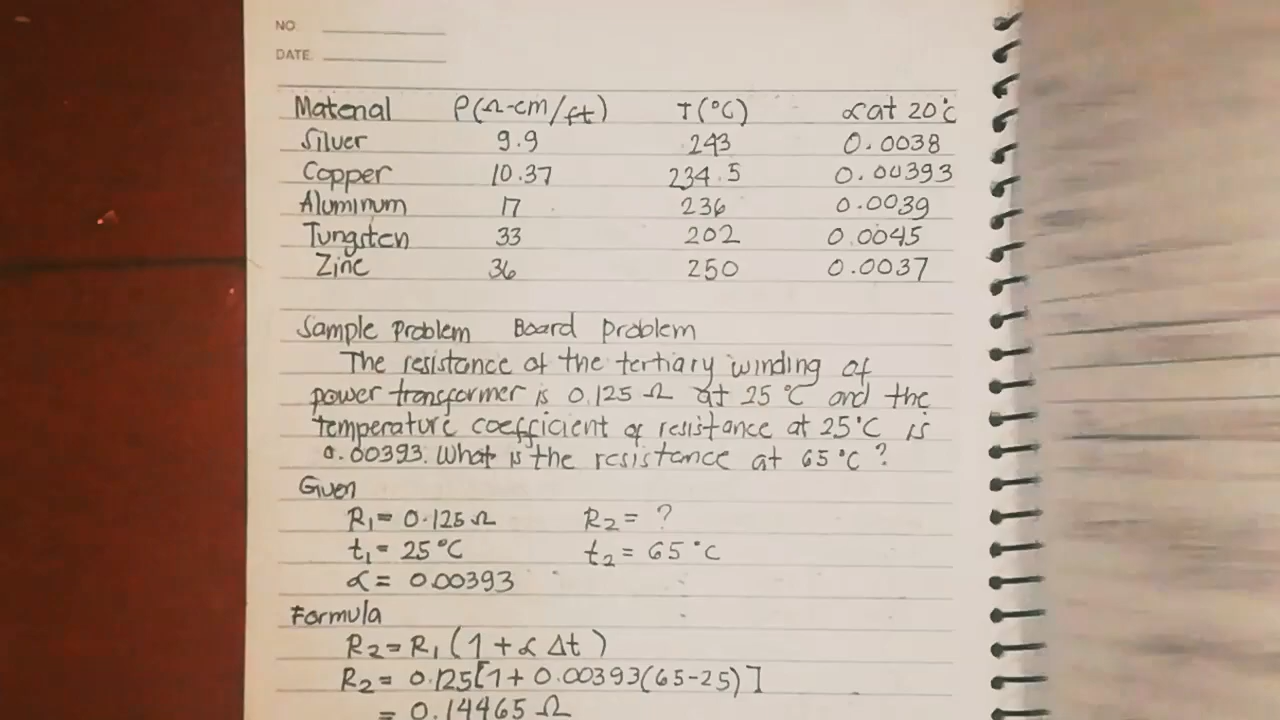 NO.
DATE.
Material ρ(Ω-cm/ft) T(°C) α at 20°C
Silver 9.9 243 0.0038
Copper 10.37 234.5 0.00393
Aluminum 17 236 0.0039
Tungsten 33 202 0.0045
Zinc 36 250 0.0037
Sample Problem Board problem
The resistance of the tertiary winding of
power transformer is 0.125 Ω at 25 °C and the
temperature coefficient of resistance at 25°C is
0.00393. What is the resistance at 65°C ?
Given
R₁ = 0.125 Ω R₂ = ?
t₁ = 25°C t₂ = 65°C
α = 0.00393
Formula
R₂ = R₁ (1 + α Δt )
R₂ = 0.125[1 + 0.00393(65-25)]
= 0.14465 Ω